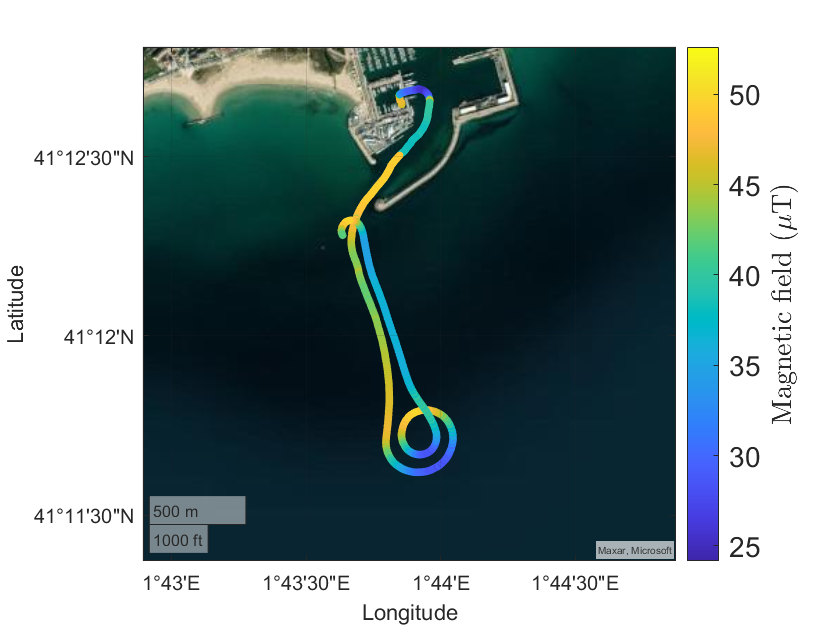 41°12'30"N
41°12'N
41°11'30"N
Latitude
1°43'E
1°43'30"E
1°44'E
1°44'30"E
Longitude
500 m
1000 ft
Maxar, Microsoft
50
45
40
35
30
25
Magnetic field (μT)